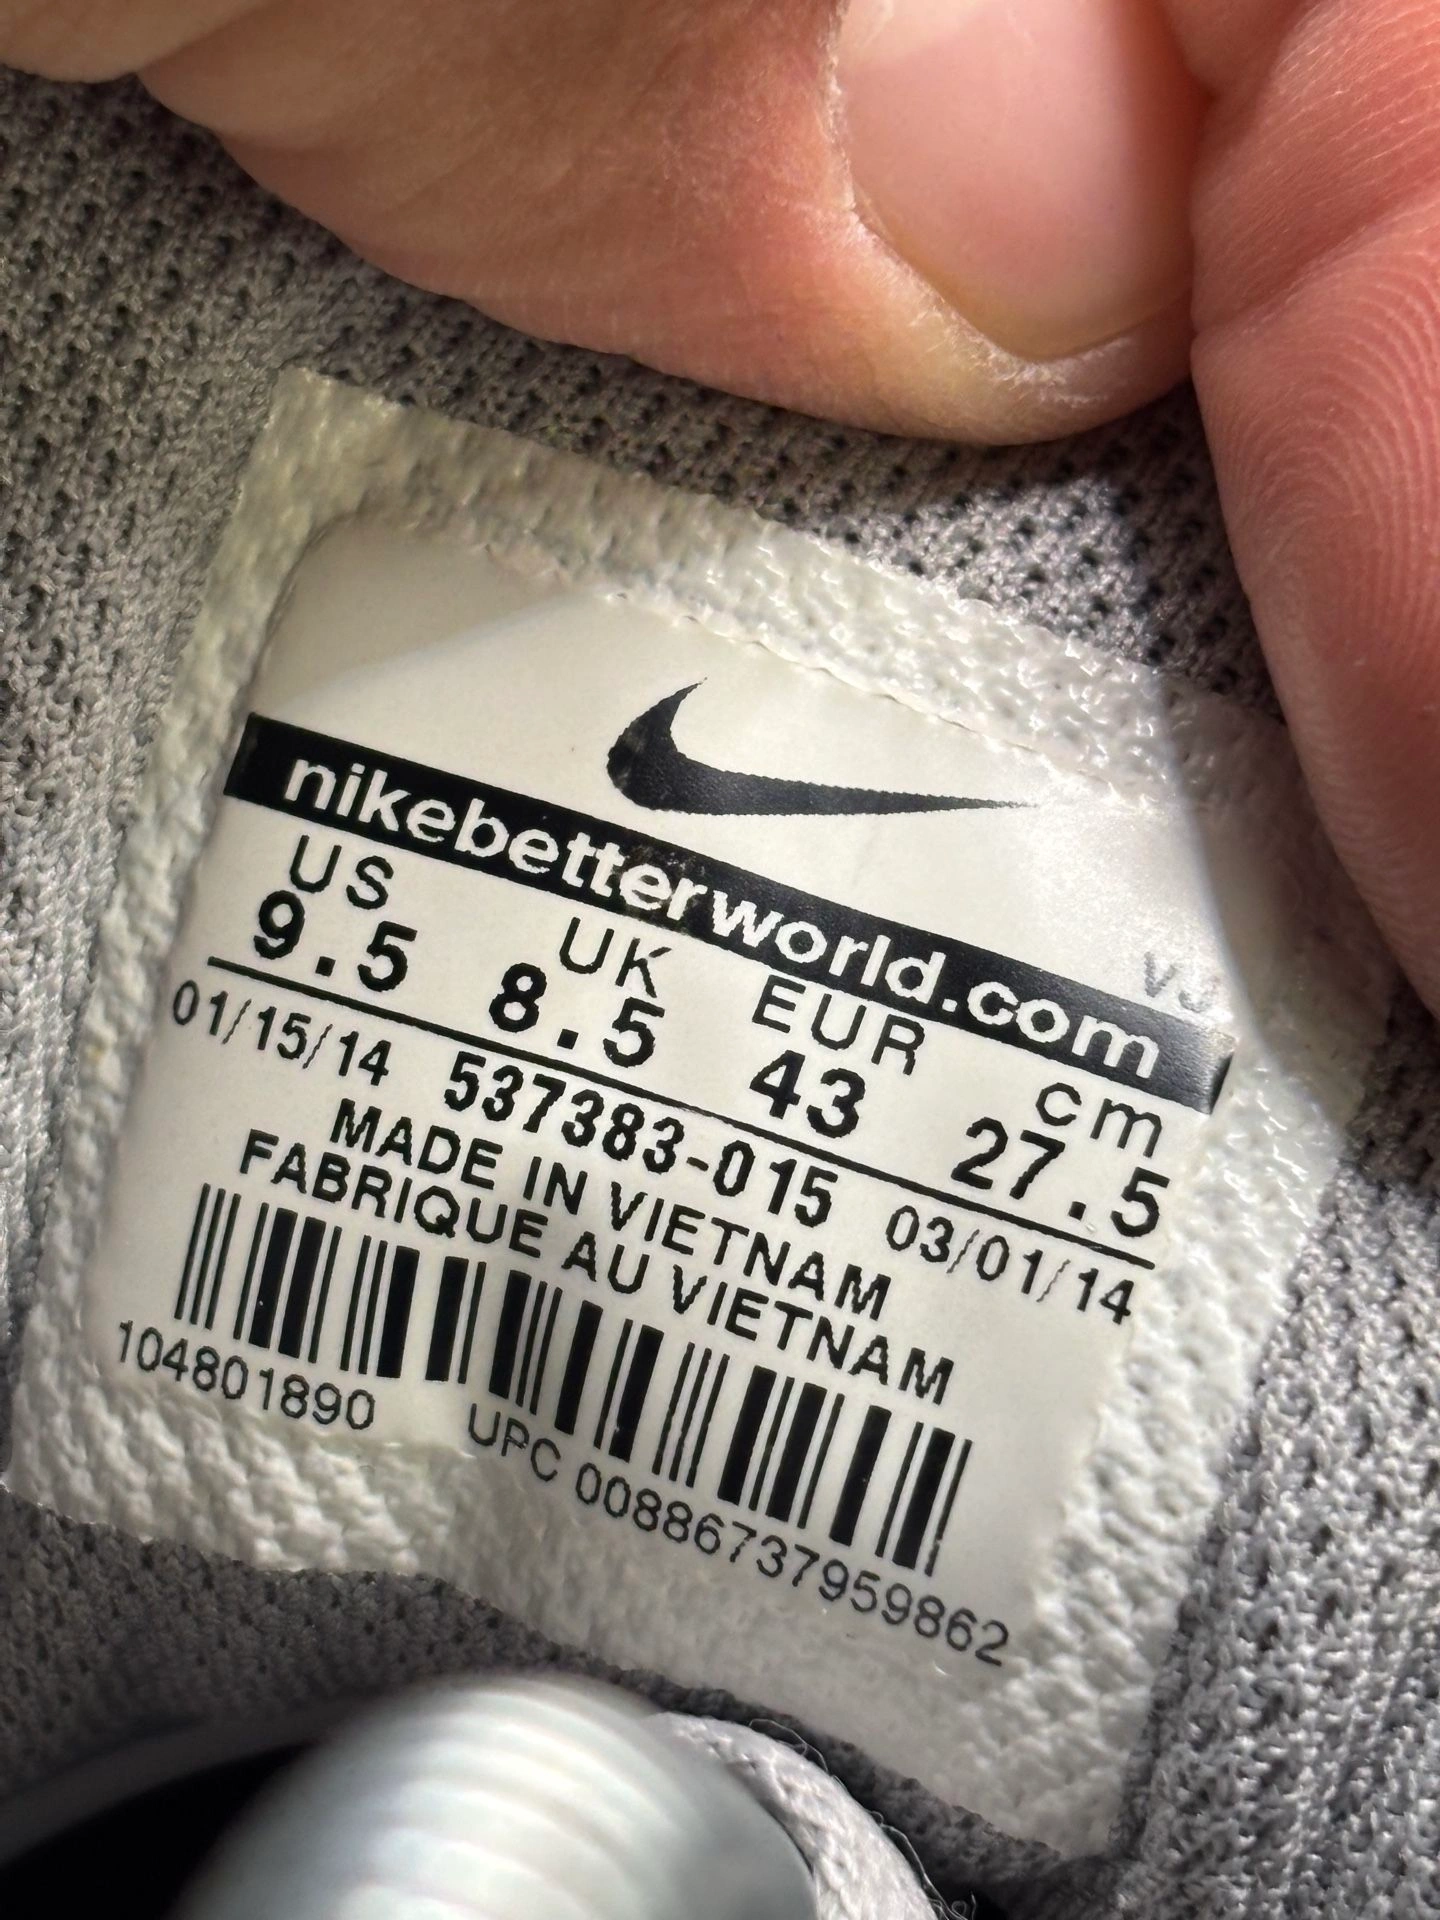 nikebetterworld.com
US UK EUR cm
9.5 8.5 43 27.5
01/15/14 537383-015 03/01/14
MADE IN VIETNAM
FABRIQUE AU VIETNAM
104801890 UPC 00886737959862